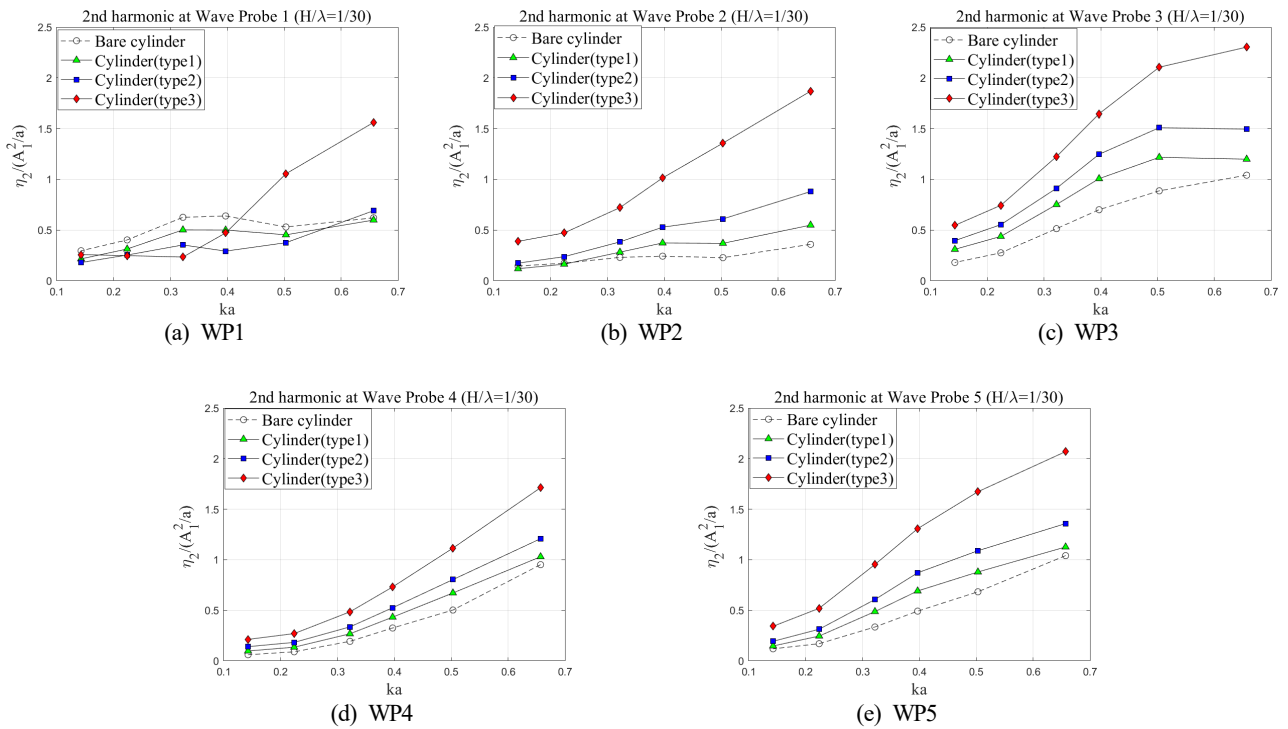 2nd harmonic at Wave Probe 1 (H/λ=1/30)
Bare cylinder
Cylinder(type1)
Cylinder(type2)
Cylinder(type3)
η₂/(A₁²/a)
2.5
2
1.5
1
0.5
0
0.1 0.2 0.3 0.4 0.5 0.6 0.7
ka
(a) WP1
2nd harmonic at Wave Probe 2 (H/λ=1/30)
Bare cylinder
Cylinder(type1)
Cylinder(type2)
Cylinder(type3)
η₂/(A₁²/a)
2.5
2
1.5
1
0.5
0
0.1 0.2 0.3 0.4 0.5 0.6 0.7
ka
(b) WP2
2nd harmonic at Wave Probe 3 (H/λ=1/30)
Bare cylinder
Cylinder(type1)
Cylinder(type2)
Cylinder(type3)
η₂/(A₁²/a)
2.5
2
1.5
1
0.5
0
0.1 0.2 0.3 0.4 0.5 0.6 0.7
ka
(c) WP3
2nd harmonic at Wave Probe 4 (H/λ=1/30)
Bare cylinder
Cylinder(type1)
Cylinder(type2)
Cylinder(type3)
η₂/(A₁²/a)
2.5
2
1.5
1
0.5
0
0.1 0.2 0.3 0.4 0.5 0.6 0.7
ka
(d) WP4
2nd harmonic at Wave Probe 5 (H/λ=1/30)
Bare cylinder
Cylinder(type1)
Cylinder(type2)
Cylinder(type3)
η₂/(A₁²/a)
2.5
2
1.5
1
0.5
0
0.1 0.2 0.3 0.4 0.5 0.6 0.7
ka
(e) WP5